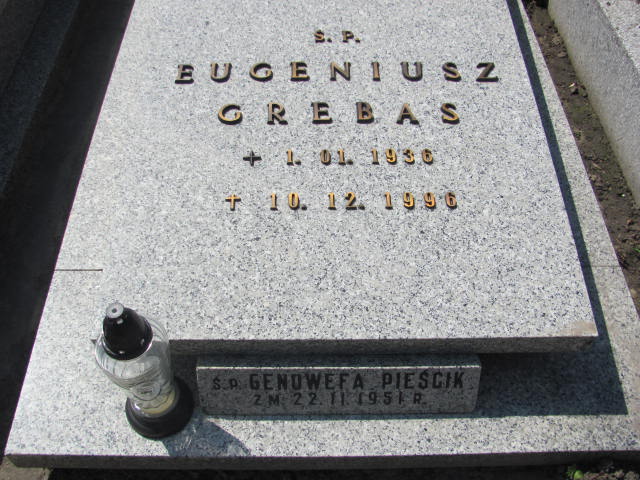 Ś. P.
EUGENIUSZ
GREBAS
1. 01. 1936
10. 12. 1996
Ś.P. GENOWEFA PIEŚCIK
ZM. 22.11.1951 R.